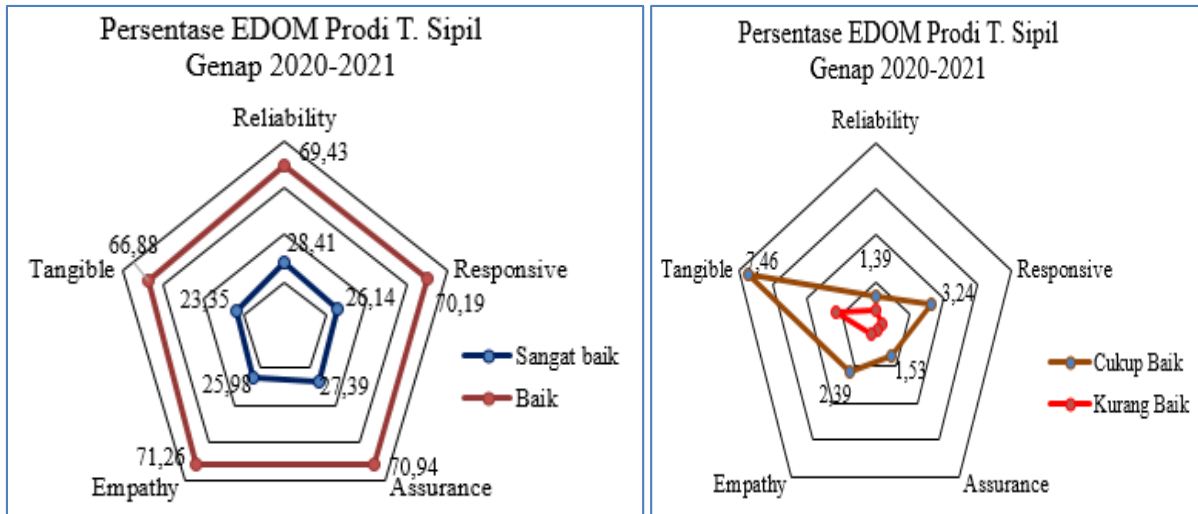 Persentase EDOM Prodi T. Sipil
Genap 2020-2021
Reliability
69,43
28,41
66,88
Tangible
23,35
26,14
Responsive
70,19
25,98
27,39
Sangat baik
Baik
71,26
70,94
Empathy
Assurance
Persentase EDOM Prodi T. Sipil
Genap 2020-2021
Reliability
1,39
Tangible
7,46
3,24
Responsive
2,39
1,53
Cukup Baik
Kurang Baik
Empathy
Assurance